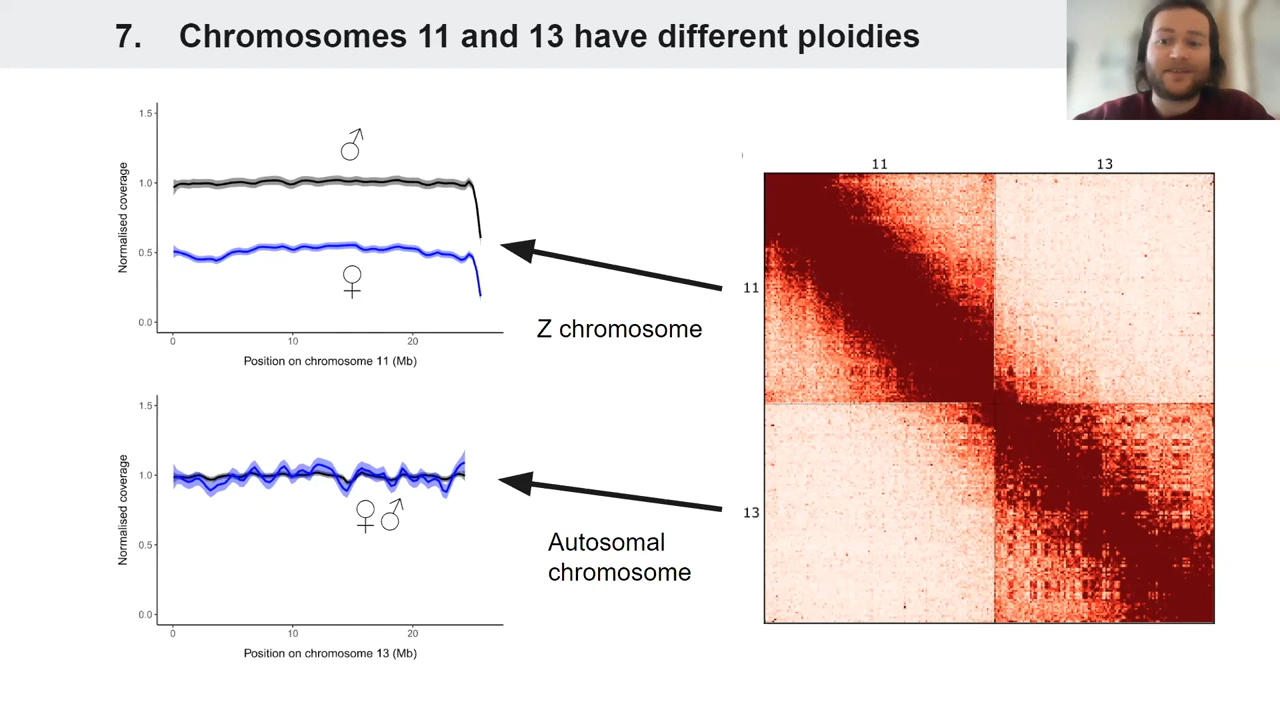 7. Chromosomes 11 and 13 have different ploidies
1.5
1.0
0.5
0.0
Normalised coverage
♂
♀
0 10 20
Position on chromosome 11 (Mb)
Z chromosome
1.5
1.0
0.5
0.0
Normalised coverage
♀ ♂
0 10 20
Position on chromosome 13 (Mb)
Autosomal
chromosome
11 13
11
13